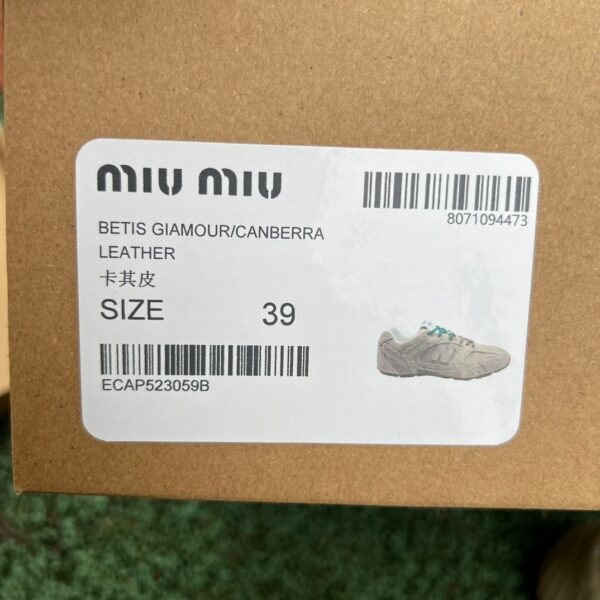 miu miu
8071094473
BETIS GIAMOUR/CANBERRA
LEATHER
卡其皮
SIZE 39
ECAP523059B